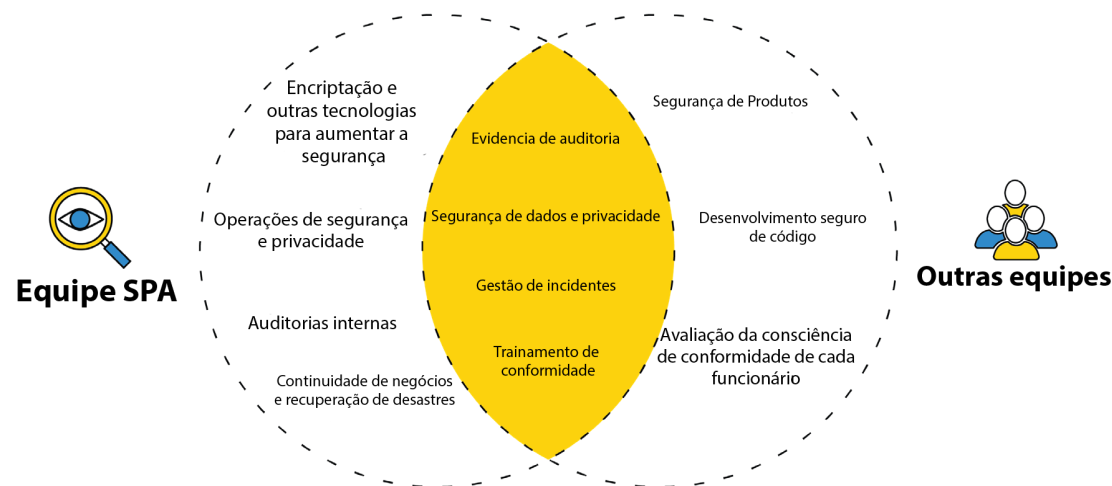 Equipe SPA
Encriptação e
outras tecnologias
para aumentar a
segurança
Operações de segurança
e privacidade
Auditorias internas
Continuidade de negócios
e recuperação de desastres
Evidencia de auditoria
Segurança de dados e privacidade
Gestão de incidentes
Trainamento de
conformidade
Segurança de Produtos
Desenvolvimento seguro
de código
Avaliação da consciência
de conformidade de cada
funcionário
Outras equipes